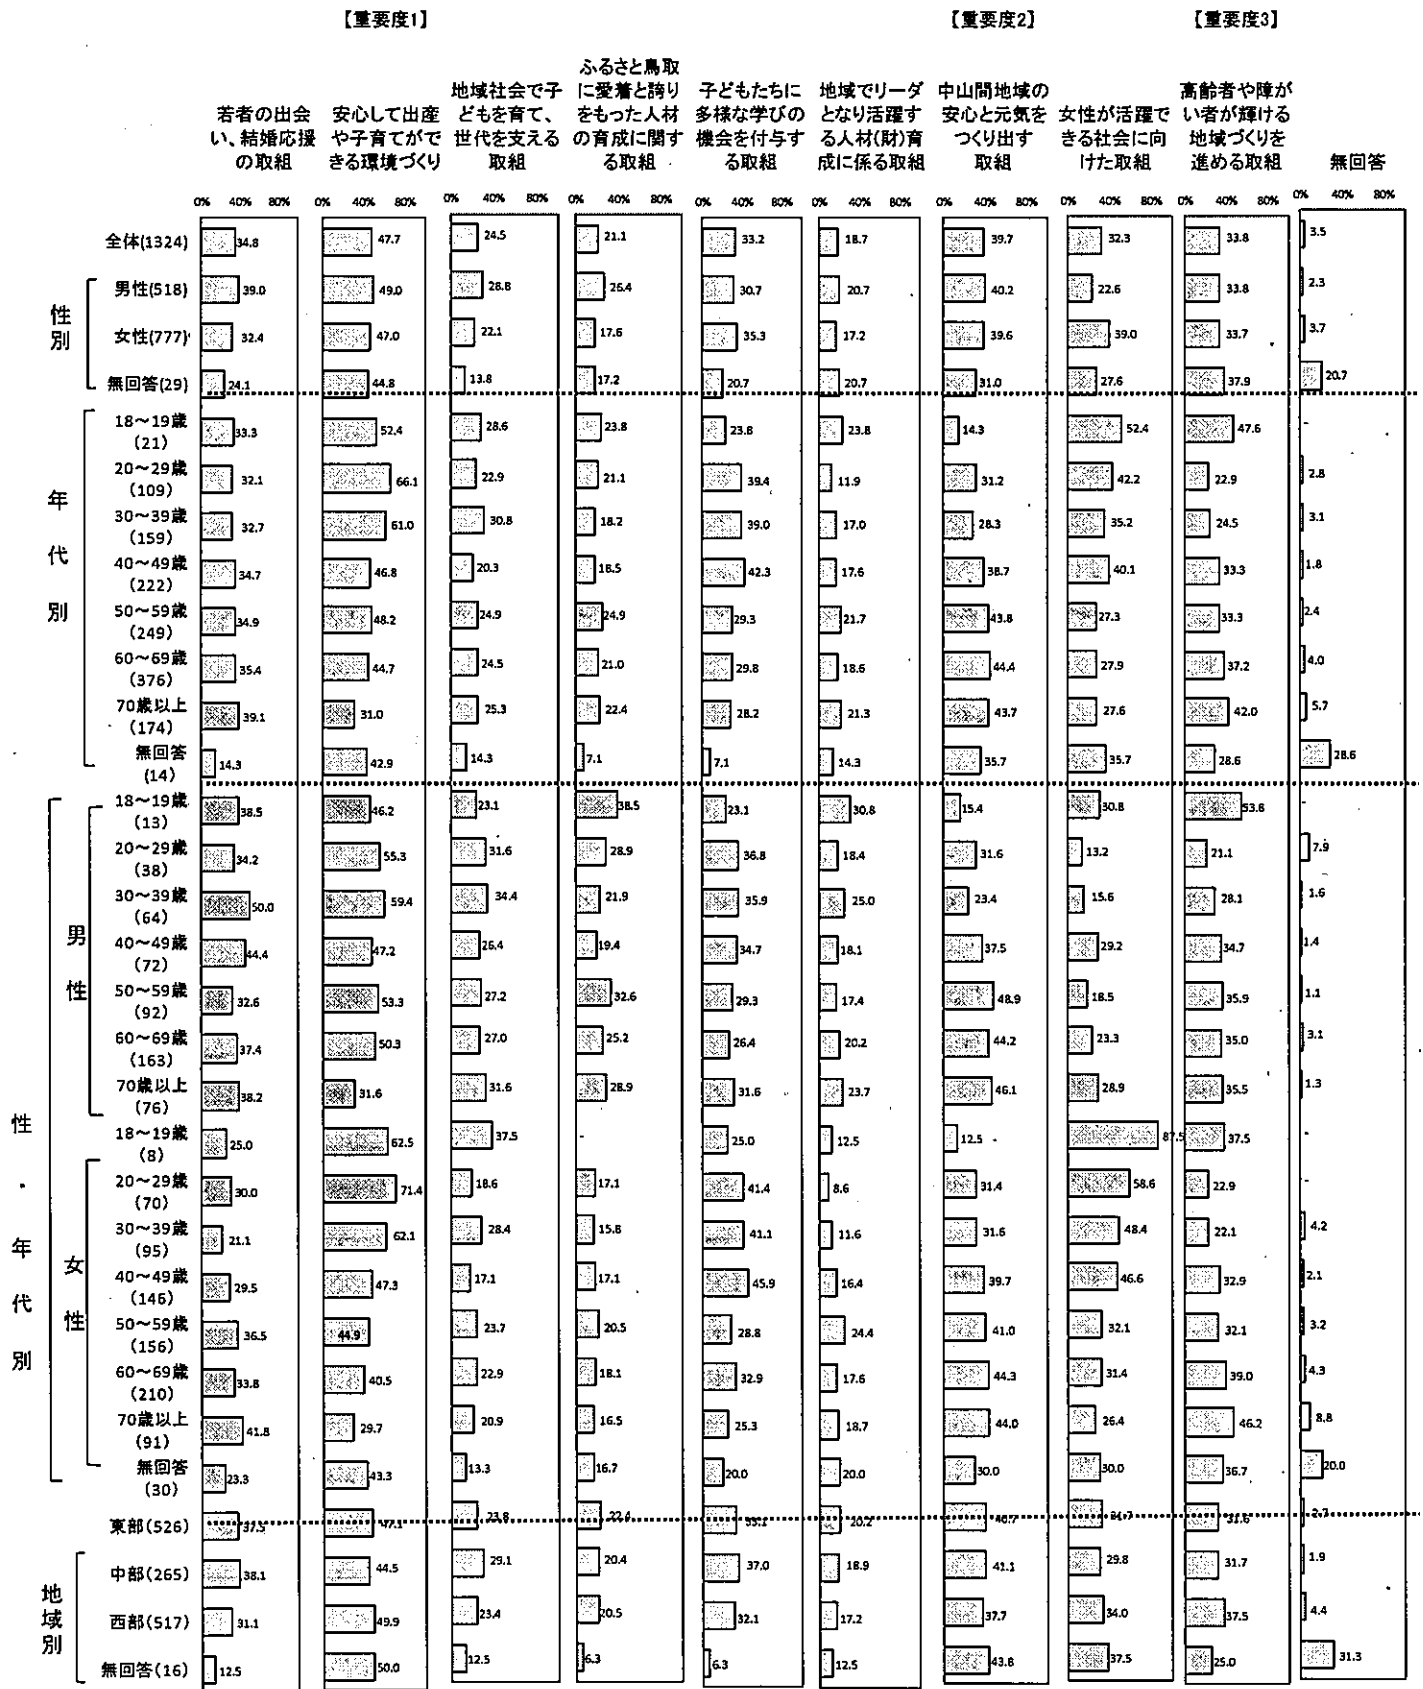 【重要度1】 【重要度2】 【重要度3】
若者の出会い、結婚応援の取組
安心して出産や子育てができる環境づくり
地域社会で子どもを育て、世代を支える取組
ふるさと鳥取に愛着と誇りをもった人材の育成に関する取組
子どもたちに多様な学びの機会を付与する取組
地域でリーダとなり活躍する人材(財)育成に係る取組
中山間地域の安心と元気をつくり出す取組
女性が活躍できる社会に向けた取組
高齢者や障がい者が輝ける地域づくりを進める取組
無回答
0% 40% 80% 0% 40% 80% 0% 40% 80% 0% 40% 80% 0% 40% 80% 0% 40% 80% 0% 40% 80% 0% 40% 80% 0% 40% 80% 0% 40% 80%
全体(1324) 34.8 47.7 24.5 21.1 33.2 18.7 39.7 32.3 33.8 3.5
性別
男性(518) 39.0 49.0 28.8 26.4 30.7 20.7 40.2 22.6 33.8 2.3
女性(777) 32.4 47.0 22.1 17.6 35.3 17.2 39.6 39.0 33.7 3.7
無回答(29) 24.1 44.8 13.8 17.2 20.7 20.7 31.0 27.6 37.9 20.7
年代別
18～19歳(21) 33.3 52.4 28.6 23.8 23.8 23.8 14.3 52.4 47.6 -
20～29歳(109) 32.1 66.1 22.9 21.1 39.4 11.9 31.2 42.2 22.9 2.8
30～39歳(159) 32.7 61.0 30.8 18.2 39.0 17.0 28.3 35.2 24.5 3.1
40～49歳(222) 34.7 46.8 20.3 18.5 42.3 17.6 38.7 40.1 33.3 1.8
50～59歳(249) 34.9 48.2 24.9 24.9 29.3 21.7 43.8 27.3 33.3 2.4
60～69歳(376) 35.4 44.7 24.5 21.0 29.8 18.6 44.4 27.9 37.2 4.0
70歳以上(174) 39.1 31.0 25.3 22.4 28.2 21.3 43.7 27.6 42.0 5.7
無回答(14) 14.3 42.9 14.3 7.1 7.1 14.3 35.7 35.7 28.6 28.6
性・年代別
男性
18～19歳(13) 38.5 46.2 23.1 38.5 23.1 30.8 15.4 30.8 53.8 -
20～29歳(38) 34.2 55.3 31.6 28.9 36.8 18.4 31.6 13.2 21.1 7.9
30～39歳(64) 50.0 59.4 34.4 21.9 35.9 25.0 23.4 15.6 28.1 1.6
40～49歳(72) 44.4 47.2 26.4 19.4 34.7 18.1 37.5 29.2 34.7 1.4
50～59歳(92) 32.6 53.3 27.2 32.6 29.3 17.4 48.9 18.5 35.9 1.1
60～69歳(163) 37.4 50.3 27.0 25.2 26.4 20.2 44.2 23.3 35.0 3.1
70歳以上(76) 38.2 31.6 31.6 28.9 31.6 23.7 46.1 28.9 35.5 1.3
女性
18～19歳(8) 25.0 62.5 37.5 - 25.0 12.5 12.5 87.5 37.5 -
20～29歳(70) 30.0 71.4 18.6 17.1 41.4 8.6 31.4 58.6 22.9 -
30～39歳(95) 21.1 62.1 28.4 15.8 41.1 11.6 31.6 48.4 22.1 4.2
40～49歳(146) 29.5 47.3 17.1 17.1 45.9 16.4 39.7 46.6 32.9 2.1
50～59歳(156) 36.5 44.9 23.7 20.5 28.8 24.4 41.0 32.1 32.1 3.2
60～69歳(210) 33.8 40.5 22.9 18.1 32.9 17.6 44.3 31.4 39.0 4.3
70歳以上(91) 41.8 29.7 20.9 16.5 25.3 18.7 44.0 26.4 46.2 8.8
無回答(30) 23.3 43.3 13.3 16.7 20.0 20.0 30.0 30.0 36.7 20.0
地域別
東部(526) 37.5 47.1 23.8 22.4 33.1 20.2 40.7 31.7 31.6 2.7
中部(265) 38.1 44.5 29.1 20.4 37.0 18.9 41.1 29.8 31.7 1.9
西部(517) 31.1 49.9 23.4 20.5 32.1 17.2 37.7 34.0 37.5 4.4
無回答(16) 12.5 50.0 12.5 6.3 6.3 12.5 43.8 37.5 25.0 31.3